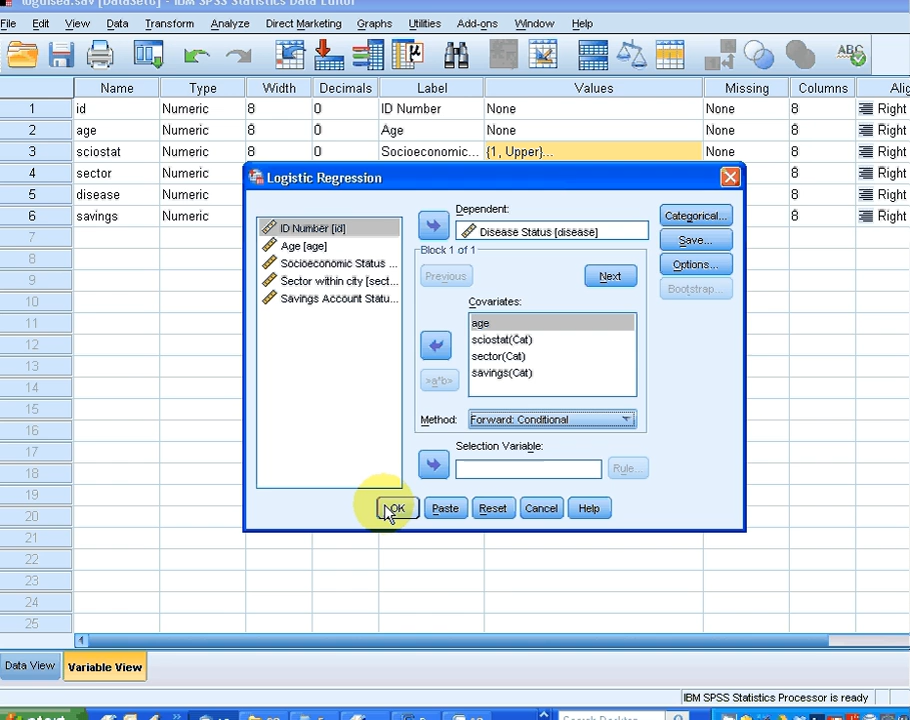 logdisea.sav [DataSet0] - IBM SPSS Statistics Data Editor
File Edit View Data Transform Analyze Direct Marketing Graphs Utilities Add-ons Window Help
ABC
Name Type Width Decimals Label Values Missing Columns Alig
1 id Numeric 8 0 ID Number None None 8 Right
2 age Numeric 8 0 Age None None 8 Right
3 sciostat Numeric 8 0 Socioeconomic... {1, Upper}... None 8 Right
4 sector Numeric 8 Right
5 disease Numeric 8 Right
6 savings Numeric 8 Right
7
8
9
10
11
12
13
14
15
16
17
18
19
20
21
22
23
24
25
Logistic Regression
ID Number [id]
Age [age]
Socioeconomic Status ...
Sector within city [sect...
Savings Account Statu...
Dependent:
Disease Status [disease]
Block 1 of 1
Previous Next
Covariates:
age
sciostat(Cat)
sector(Cat)
savings(Cat)
>a*b>
Method: Forward: Conditional
Selection Variable:
Rule...
Categorical...
Save...
Options...
Bootstrap...
OK Paste Reset Cancel Help
Data View Variable View
IBM SPSS Statistics Processor is ready
start
Search Desktop